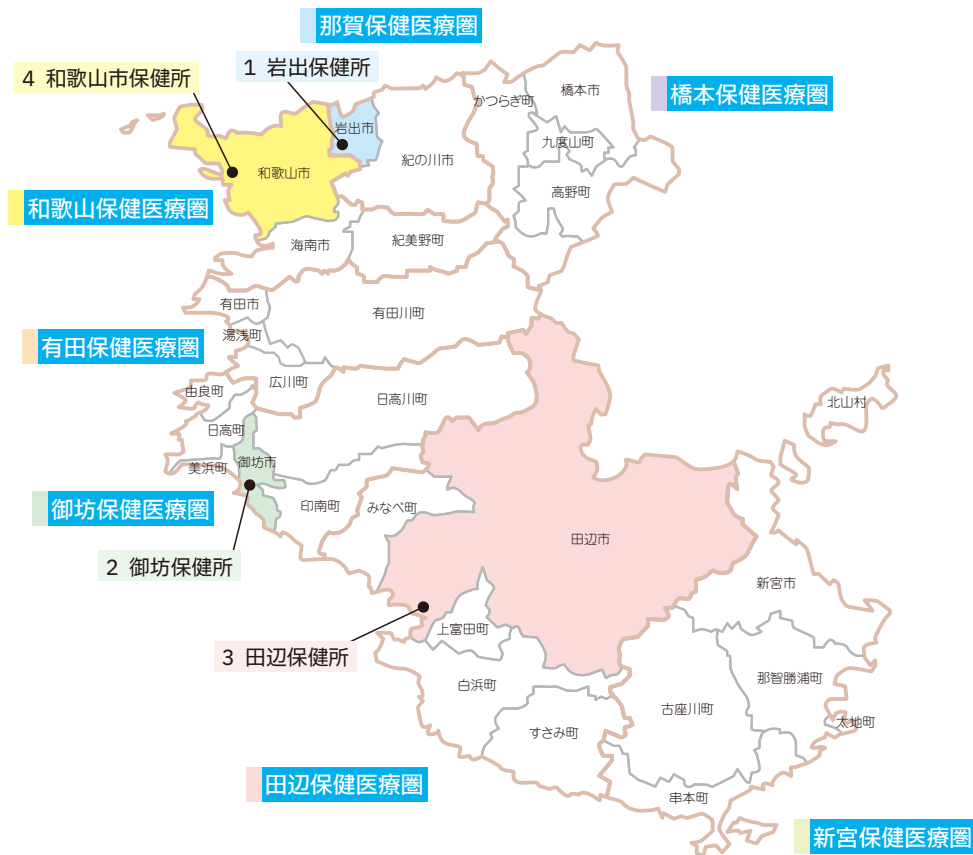 那賀保健医療圏
1 岩出保健所
4 和歌山市保健所
橋本保健医療圏
かつらぎ町
橋本市
岩出市
九度山町
紀の川市
和歌山市
高野町
和歌山保健医療圏
海南市
紀美野町
有田市
有田川町
湯浅町
有田保健医療圏
広川町
由良町
日高川町
北山村
日高町
御坊市
美浜町
御坊保健医療圏
印南町
みなべ町
田辺市
2 御坊保健所
新宮市
上富田町
3 田辺保健所
那智勝浦町
白浜町
古座川町
太地町
すさみ町
田辺保健医療圏
串本町
新宮保健医療圏